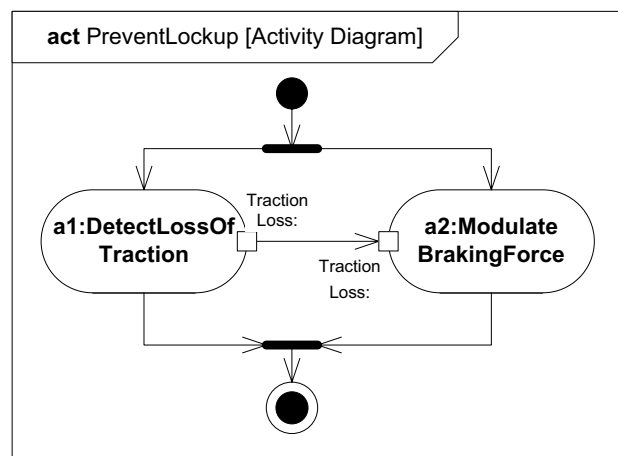 act PreventLockup [Activity Diagram]
a1:DetectLossOf
Traction
Traction
Loss:
Traction
Loss:
a2:Modulate
BrakingForce